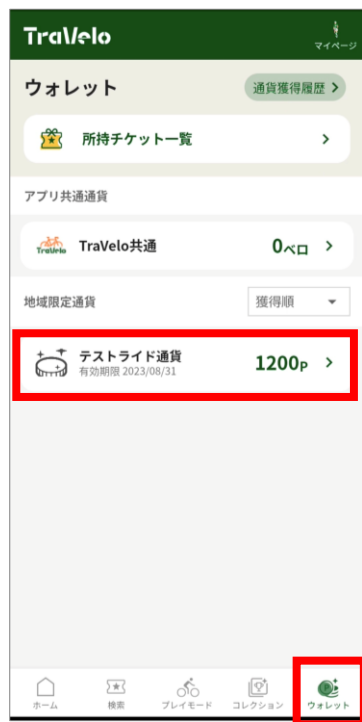 TraVelo
マイページ
ウォレット
通貨獲得履歴
所持チケット一覧
アプリ共通通貨
TraVelo
TraVelo共通
0ベロ
地域限定通貨
獲得順
テストライド通貨
有効期限 2023/08/31
1200P
ホーム
検索
プレイモード
コレクション
ウォレット